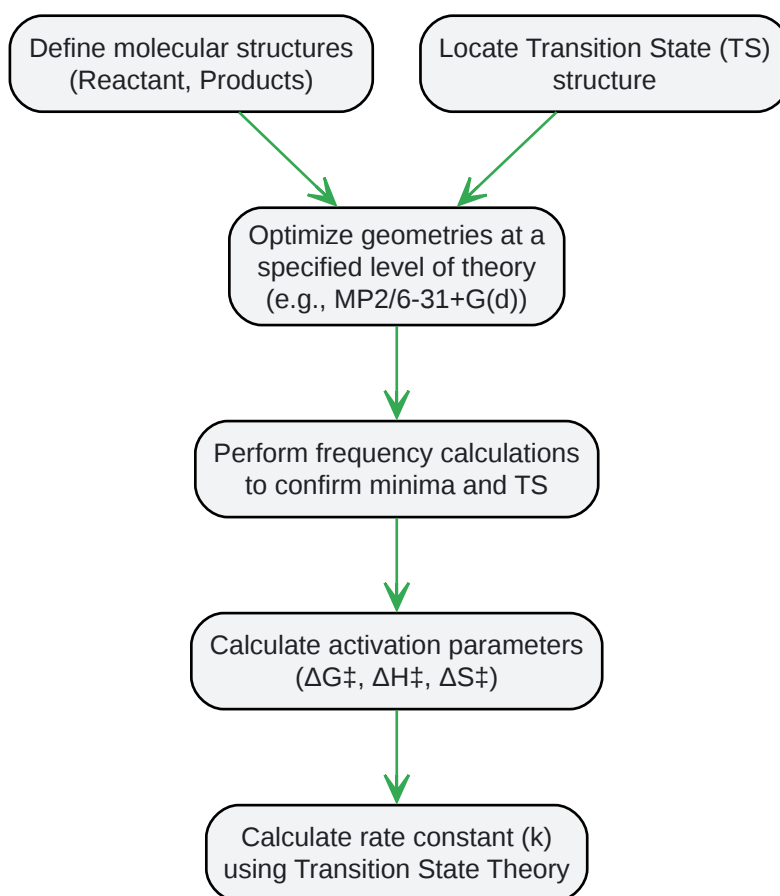 Define molecular structures
(Reactant, Products)
Locate Transition State (TS)
structure
Optimize geometries at a
specified level of theory
(e.g., MP2/6-31+G(d))
Perform frequency calculations
to confirm minima and TS
Calculate activation parameters
(ΔG‡, ΔH‡, ΔS‡)
Calculate rate constant (k)
using Transition State Theory